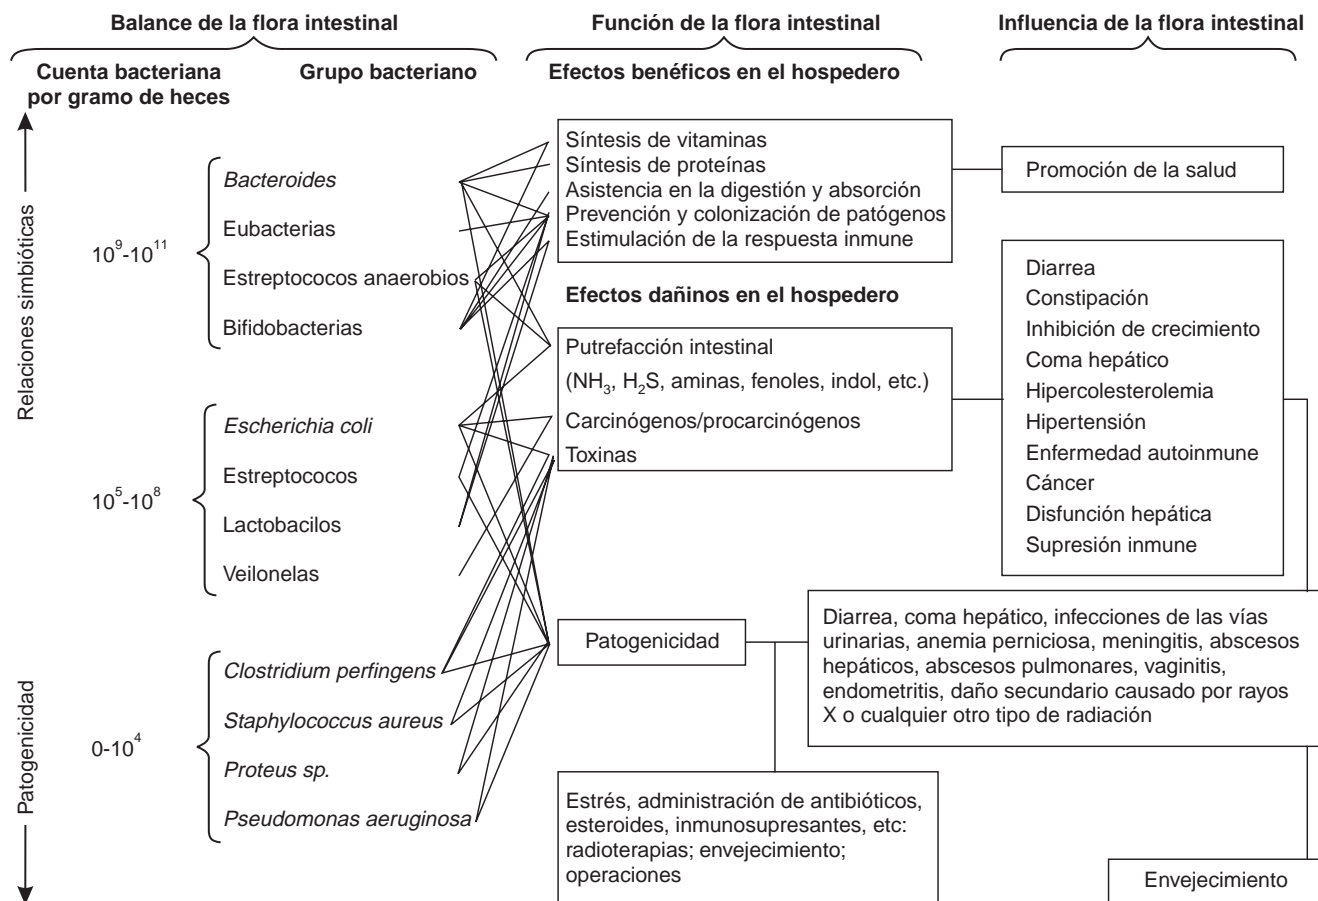 Balance de la flora intestinal
Función de la flora intestinal
Influencia de la flora intestinal
Cuenta bacteriana
por gramo de heces
Grupo bacteriano
Efectos benéficos en el hospedero
Relaciones simbióticas
Patogenicidad
10⁹-10¹¹
Bacteroides
Eubacterias
Estreptococos anaerobios
Bifidobacterias
10⁵-10⁸
Escherichia coli
Estreptococos
Lactobacilos
Veilonelas
0-10⁴
Clostridium perfingens
Staphylococcus aureus
Proteus sp.
Pseudomonas aeruginosa
Síntesis de vitaminas
Síntesis de proteínas
Asistencia en la digestión y absorción
Prevención y colonización de patógenos
Estimulación de la respuesta inmune
Efectos dañinos en el hospedero
Putrefacción intestinal
(NH₃, H₂S, aminas, fenoles, indol, etc.)
Carcinógenos/procarcinógenos
Toxinas
Patogenicidad
Estrés, administración de antibióticos,
esteroides, inmunosupresantes, etc:
radioterapias; envejecimiento;
operaciones
Promoción de la salud
Diarrea
Constipación
Inhibición de crecimiento
Coma hepático
Hipercolesterolemia
Hipertensión
Enfermedad autoinmune
Cáncer
Disfunción hepática
Supresión inmune
Diarrea, coma hepático, infecciones de las vías
urinarias, anemia perniciosa, meningitis, abscesos
hepáticos, abscesos pulmonares, vaginitis,
endometritis, daño secundario causado por rayos
X o cualquier otro tipo de radiación
Envejecimiento